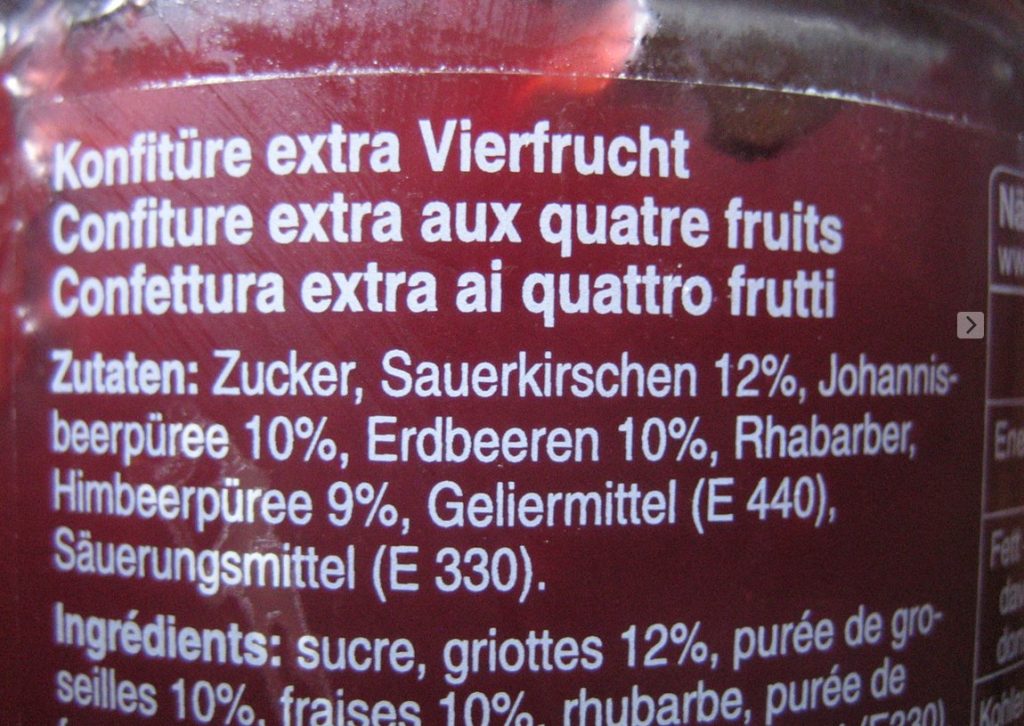 Konfitüre extra Vierfrucht
Confiture extra aux quatre fruits
Confettura extra ai quattro frutti
Zutaten: Zucker, Sauerkirschen 12%, Johannis-
beerpüree 10%, Erdbeeren 10%, Rhabarber,
Himbeerpüree 9%, Geliermittel (E 440),
Säuerungsmittel (E 330).
Ingrédients: sucre, griottes 12%, purée de gro-
seilles 10%, fraises 10%, rhubarbe, purée de
(E330)
Fett